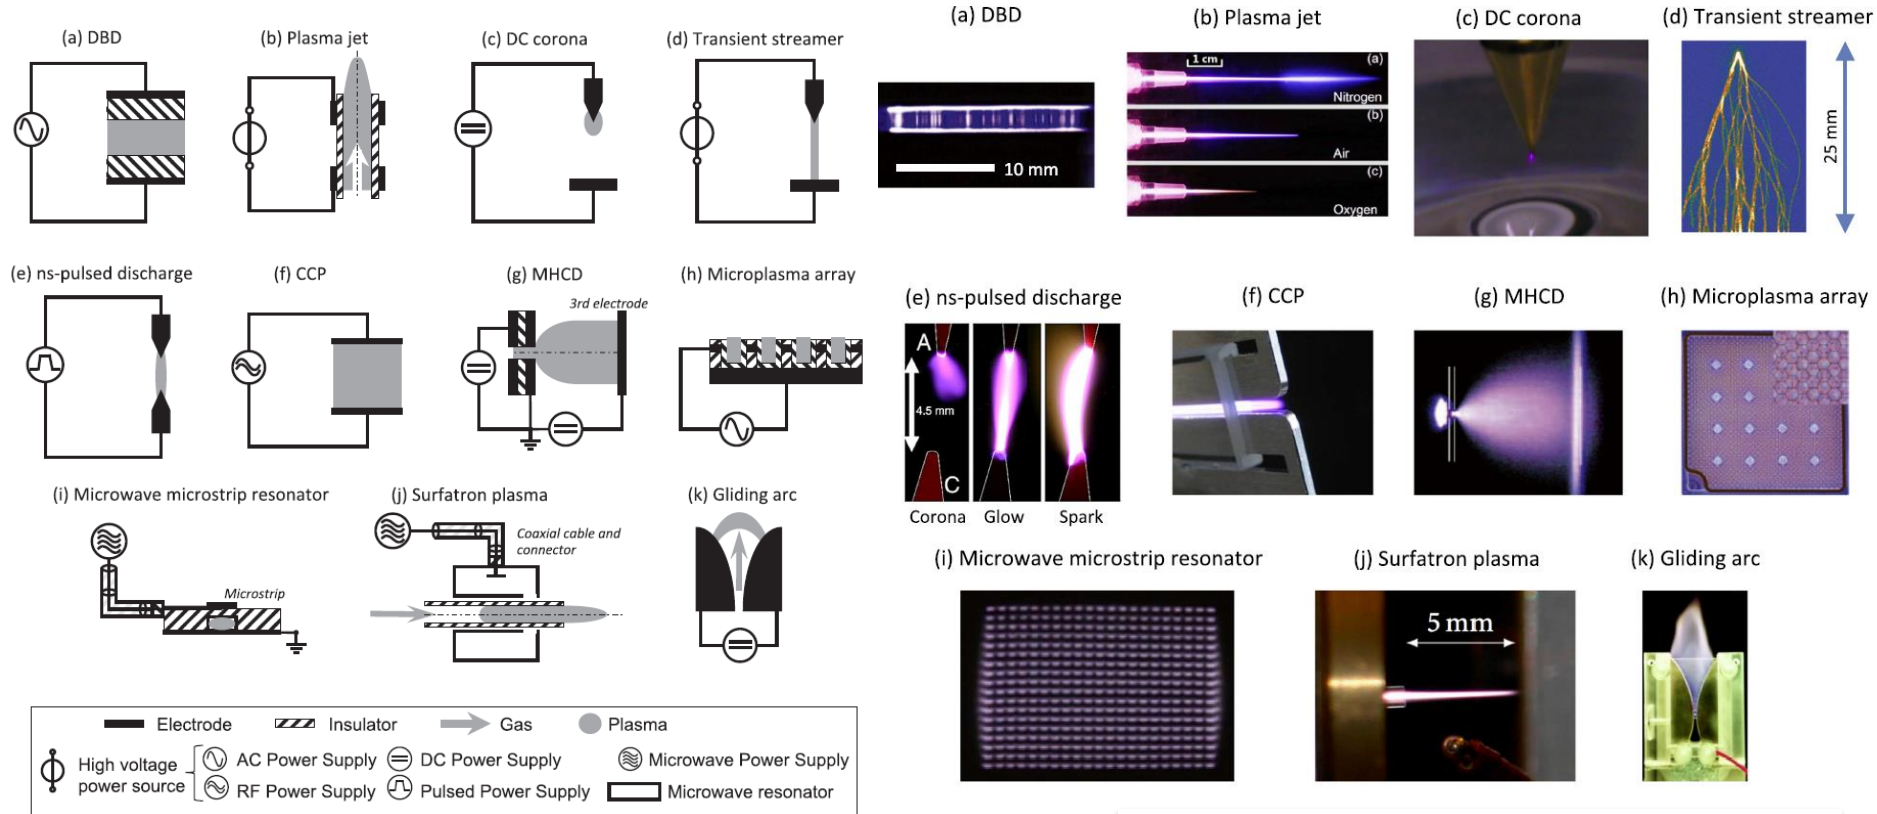 (a) DBD
(b) Plasma jet
(c) DC corona
(d) Transient streamer
(e) ns-pulsed discharge
(f) CCP
(g) MHCD
(h) Microplasma array
3rd electrode
(i) Microwave microstrip resonator
(j) Surfatron plasma
(k) Gliding arc
Coaxial cable and
connector
Microstrip
Electrode
Insulator
Gas
Plasma
High voltage
power source
AC Power Supply
DC Power Supply
Microwave Power Supply
RF Power Supply
Pulsed Power Supply
Microwave resonator
(a) DBD
(b) Plasma jet
(c) DC corona
(d) Transient streamer
10 mm
1 cm
(a)
Nitrogen
(b)
Air
(c)
Oxygen
25 mm
(e) ns-pulsed discharge
(f) CCP
(g) MHCD
(h) Microplasma array
A
4.5 mm
C
Corona
Glow
Spark
(i) Microwave microstrip resonator
(j) Surfatron plasma
(k) Gliding arc
5 mm